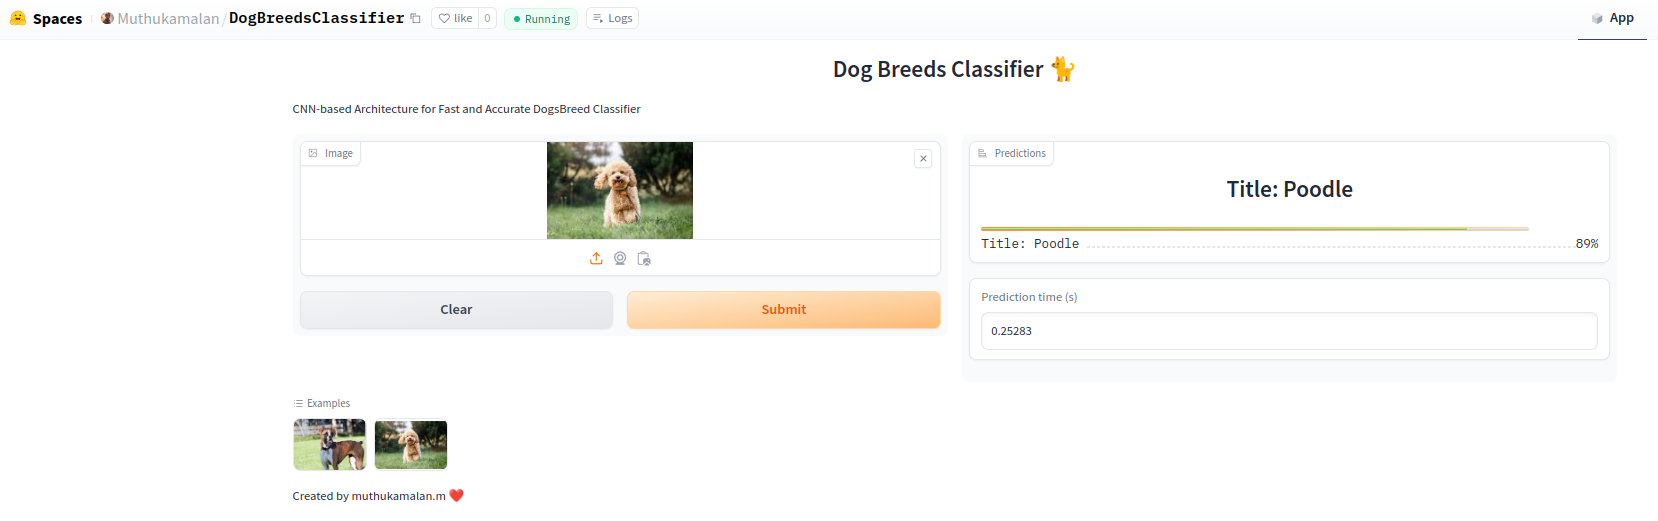 Spaces Muthukamalan/DogBreedsClassifier like 0 Running Logs App
Dog Breeds Classifier
CNN-based Architecture for Fast and Accurate DogsBreed Classifier
Image
Clear Submit
Predictions
Title: Poodle
Title: Poodle 89%
Prediction time (s)
0.25283
Examples
Created by muthukamalan.m